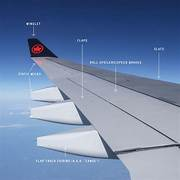 WINGLET
FLAPS
ROLL SPOILERS/SPEED BRAKES
SLATS
STATIC WICKS
FLAP TRACK FAIRING (A.K.A. "CANOE")